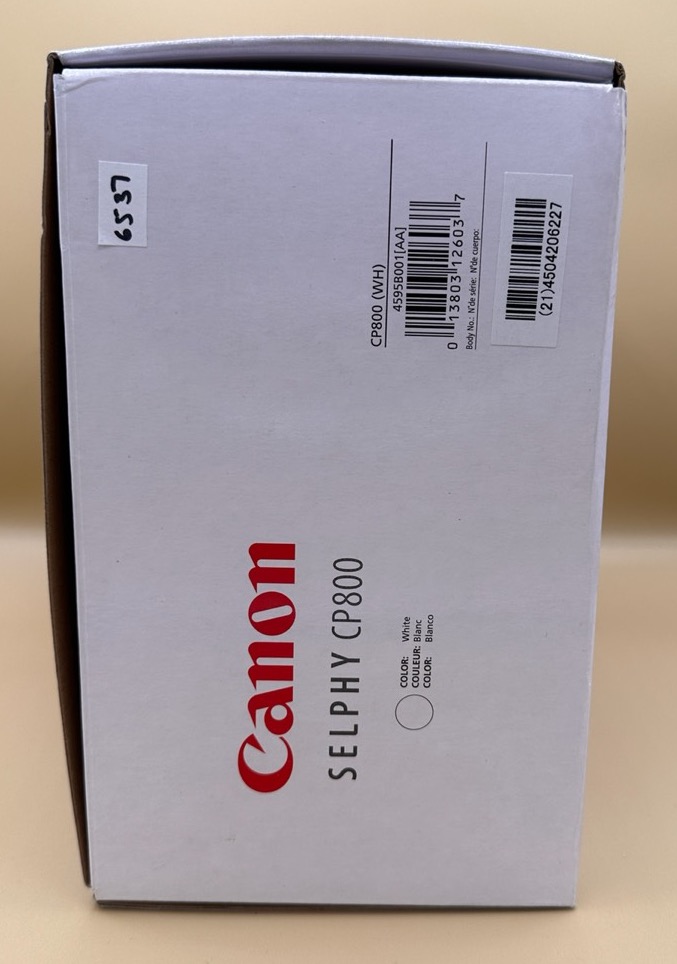 6537
Canon
SELPHY CP800
COLOR: White
COULEUR: Blanc
COLOR: Blanco
CP800 (WH)
4595B001[AA]
0 13803 12603 7
Body No.: N°de série: N°de cuerpo:
(21)4504206227